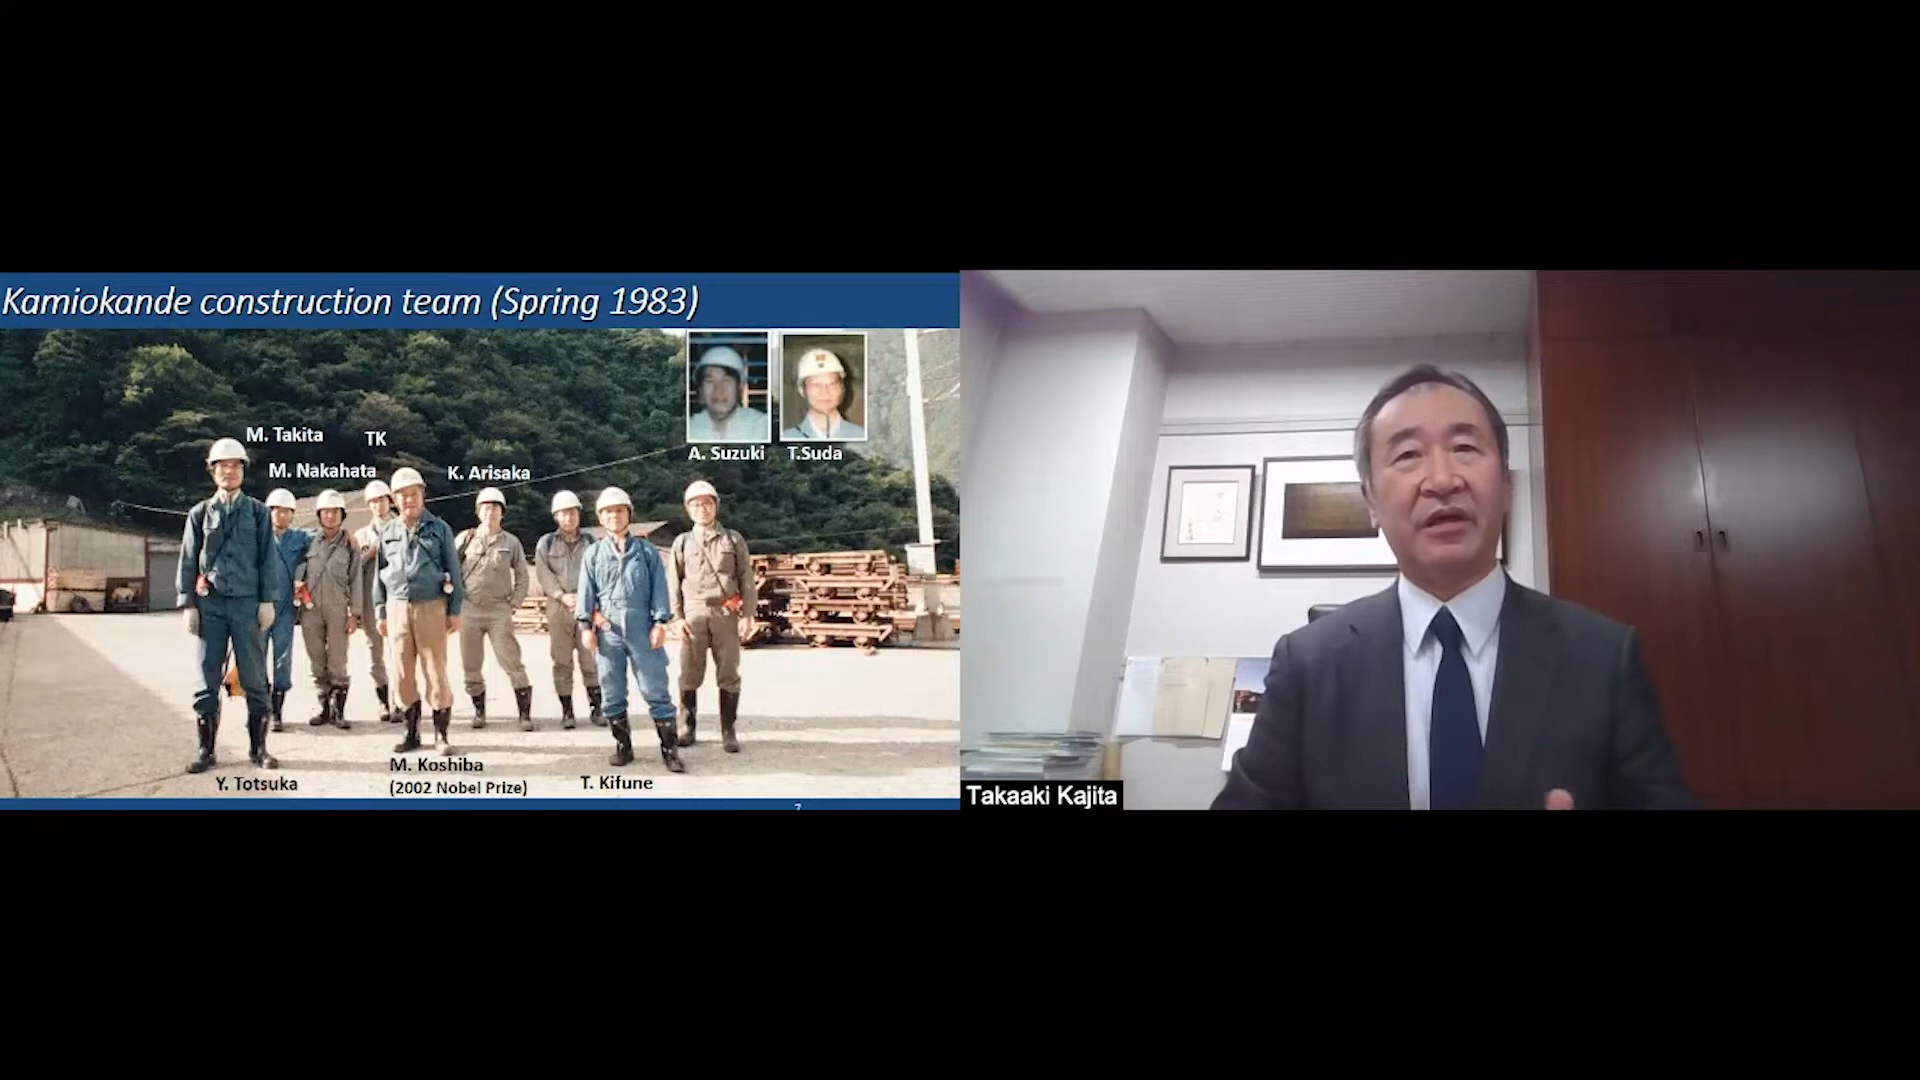 Kamiokande construction team (Spring 1983)
M. Takita
TK
M. Nakahata
K. Arisaka
A. Suzuki
T.Suda
Y. Totsuka
M. Koshiba
(2002 Nobel Prize)
T. Kifune
7
Takaaki Kajita